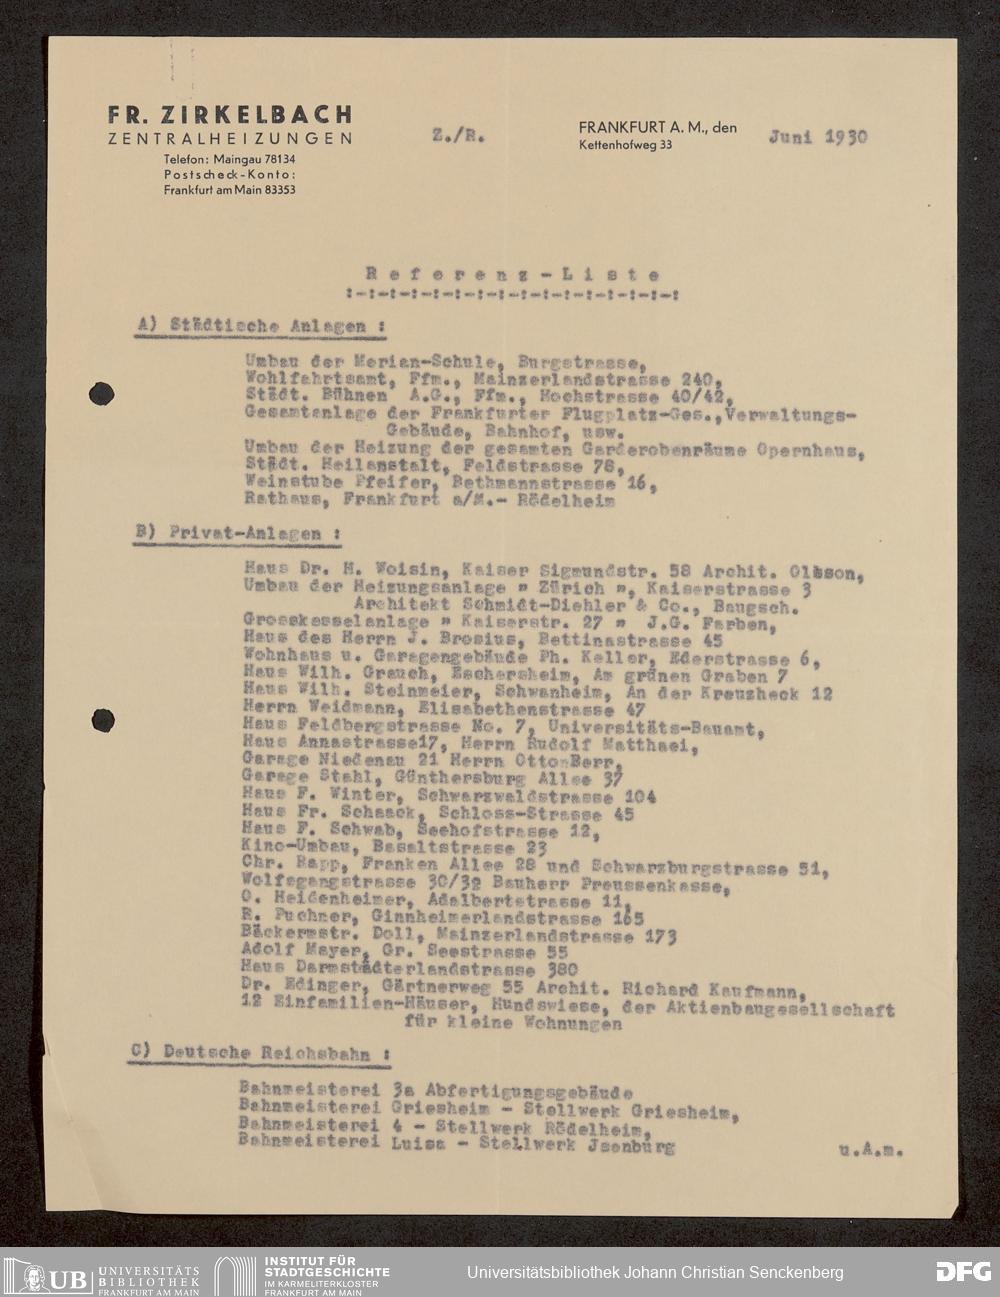 FR. ZIRKELBACH
ZENTRALHEIZUNGEN
Telefon: Maingau 78134
Postscheck-Konto:
Frankfurt am Main 83353
Z./R.
FRANKFURT A. M., den Juni 1930
Kettenhofweg 33
Referenz-Liste
:-:-:-:-:-:-:-:-:-:-:-:-:-:-:-:
A) Städtische Anlagen :
Umbau der Merian-Schule, Burgstrasse,
Wohlfahrtsamt, Ffm., Mainzerlandstrasse 240,
Städt. Bühnen A.G., Ffm., Hochstrasse 40/42,
Gesamtanlage der Frankfurter Flugplatz-Ges.,Verwaltungs-
Gebäude, Bahnhof, usw.
Umbau der Heizung der gesamten Garderobenräume Opernhaus,
Städt. Heilanstalt, Feldstrasse 78,
Weinstube Pfeifer, Bethmannstrasse 16,
Rathaus, Frankfurt a/M.- Rödelheim
B) Privat-Anlagen :
Haus Dr. H. Woisin, Kaiser Sigmundstr. 58 Archit. Olsson,
Umbau der Heizungsanlage " Zürich ", Kaiserstrasse 3
Architekt Schmidt-Diehler & Co., Baugsch.
Grosskesselanlage " Kaiserstr. 27 " J.G. Farben,
Haus des Herrn J. Brosius, Bettinastrasse 45
Wohnhaus u. Garagengebäude Ph. Keller, Ederstrasse 6,
Haus Wilh. Grauch, Eschersheim, Am grünen Graben 7
Haus Wilh. Steinmeier, Schwanheim, An der Kreuzheck 12
Herrn Weidmann, Elisabethenstrasse 47
Haus Feldbergstrasse No. 7, Universitäts-Bauamt,
Haus Annastrasse17, Herrn Rudolf Matthaei,
Garage Niedenau 21 Herrn Otto Berr,
Garage Stahl, Günthersburg Allee 37
Haus F. Winter, Schwarzwaldstrasse 104
Haus Fr. Schaack, Schloss-Strasse 45
Haus F. Schwab, Seehofstrasse 12,
Kino-Umbau, Basaltstrasse 23
Chr. Rapp, Franken Allee 28 und Schwarzburgstrasse 51,
Wolfsgangstrasse 30/32 Bauherr Preussenkasse,
O. Heidenheimer, Adalbertstrasse 11,
R. Puchner, Ginnheimerlandstrasse 165
Bäckermstr. Doll, Mainzerlandstrasse 173
Adolf Mayer, Gr. Seestrasse 55
Haus Darmstädterlandstrasse 380
Dr. Edinger, Gärtnerweg 55 Archit. Richard Kaufmann,
12 Einfamilien-Häuser, Hundswiese, der Aktienbaugesellschaft
für kleine Wohnungen
C) Deutsche Reichsbahn :
Bahnmeisterei 3a Abfertigungsgebäude
Bahnmeisterei Griesheim - Stellwerk Griesheim,
Bahnmeisterei 4 - Stellwerk Rödelheim,
Bahnmeisterei Luisa - Stellwerk Jsenburg
u.A.m.
UB UNIVERSITÄTS
BIBLIOTHEK
FRANKFURT AM MAIN
INSTITUT FÜR
STADTGESCHICHTE
IM KARMELITERKLOSTER
FRANKFURT AM MAIN
Universitätsbibliothek Johann Christian Senckenberg
DFG